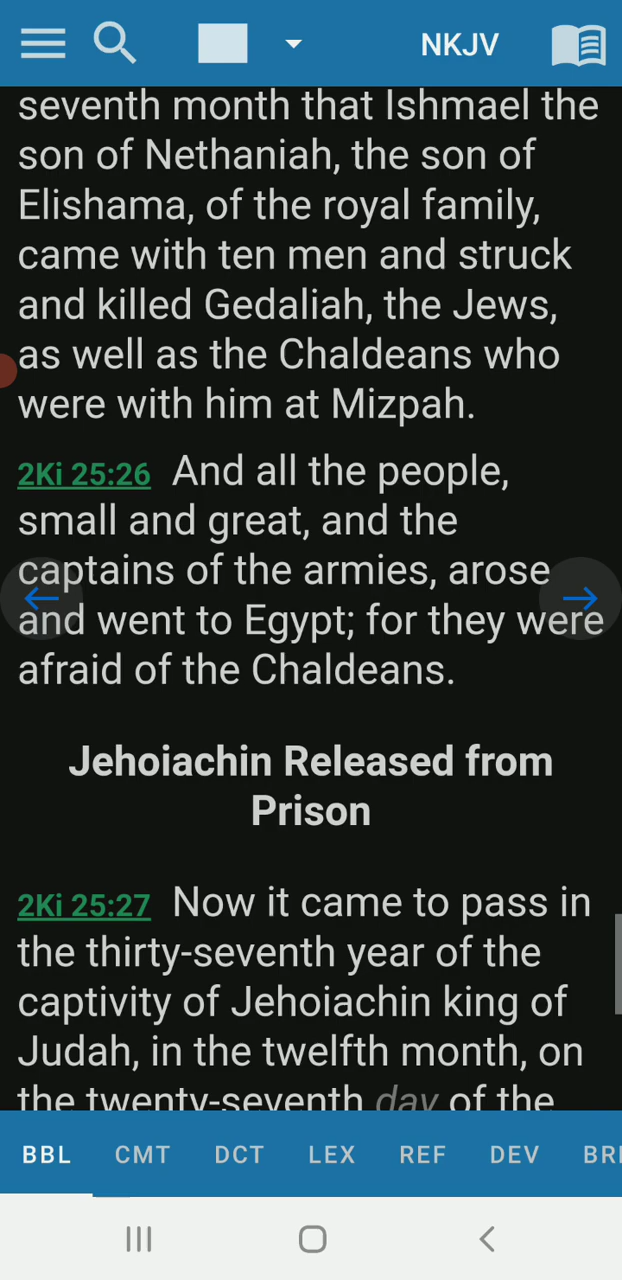 NKJV
seventh month that Ishmael the
son of Nethaniah, the son of
Elishama, of the royal family,
came with ten men and struck
and killed Gedaliah, the Jews,
as well as the Chaldeans who
were with him at Mizpah.
2Ki 25:26 And all the people,
small and great, and the
captains of the armies, arose
and went to Egypt; for they were
afraid of the Chaldeans.
Jehoiachin Released from
Prison
2Ki 25:27 Now it came to pass in
the thirty-seventh year of the
captivity of Jehoiachin king of
Judah, in the twelfth month, on
the twenty-seventh day of the
BBL CMT DCT LEX REF DEV BRI